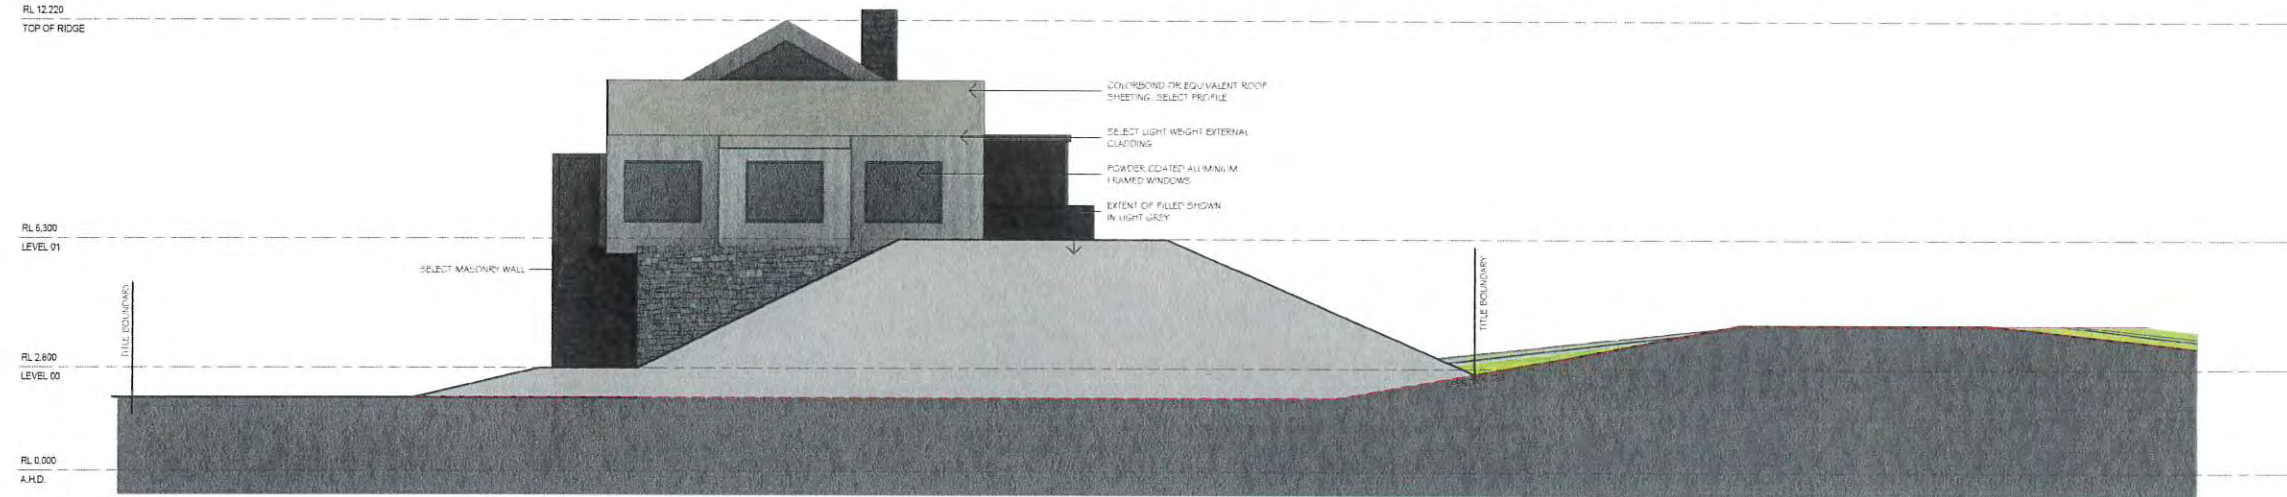 RL 12.220
TOP OF RIDGE
COLORBOND OR EQUIVALENT ROOF
SHEETING. SELECT PROFILE
SELECT LIGHT WEIGHT EXTERNAL
CLADDING
POWDER COATED ALUMINIUM
FRAMED WINDOWS
EXTENT OF FILLED SHOWN
IN LIGHT GREY
RL 6.300
LEVEL 01
SELECT MASONRY WALL
TITLE BOUNDARY
TITLE BOUNDARY
RL 2.800
LEVEL 00
RL 0.000
A.H.D.